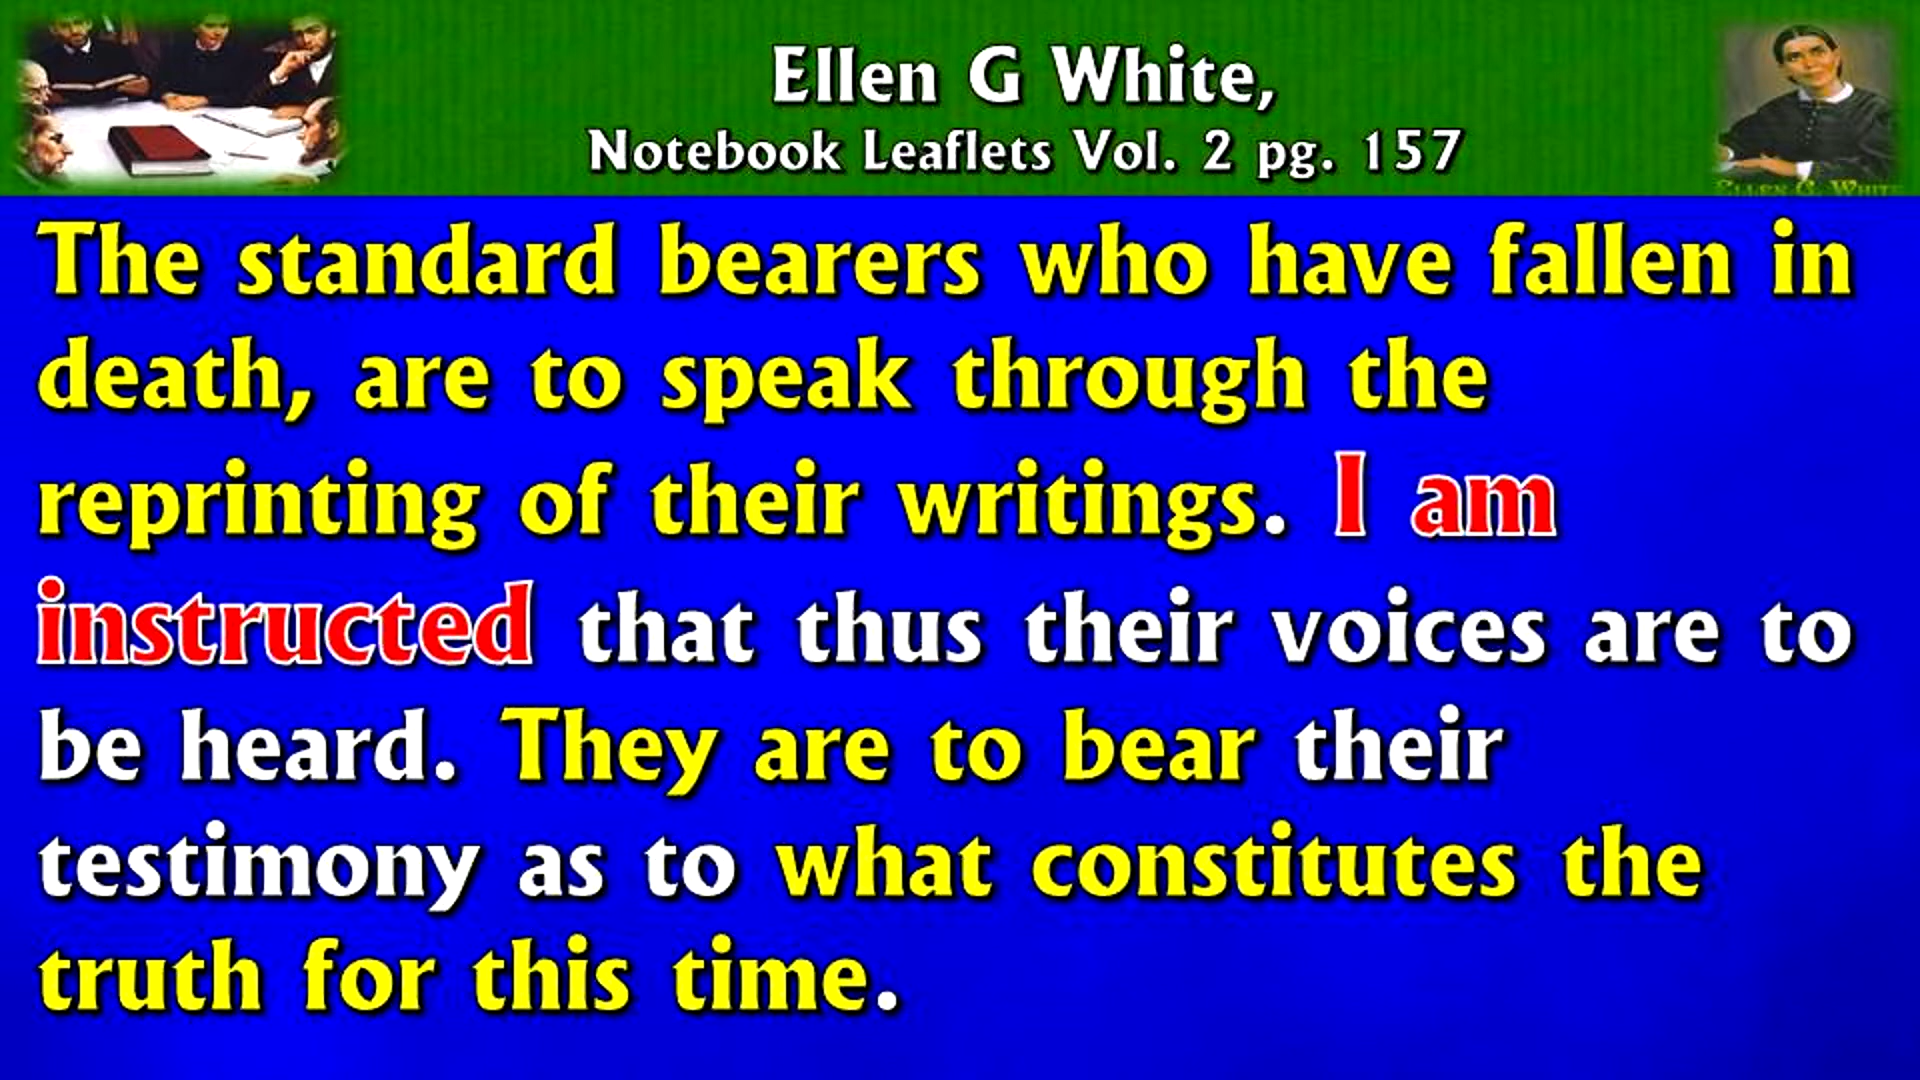 Ellen G White,
Notebook Leaflets Vol. 2 pg. 157
ELLEN G. WHITE
The standard bearers who have fallen in
death, are to speak through the
reprinting of their writings. I am
instructed that thus their voices are to
be heard. They are to bear their
testimony as to what constitutes the
truth for this time.